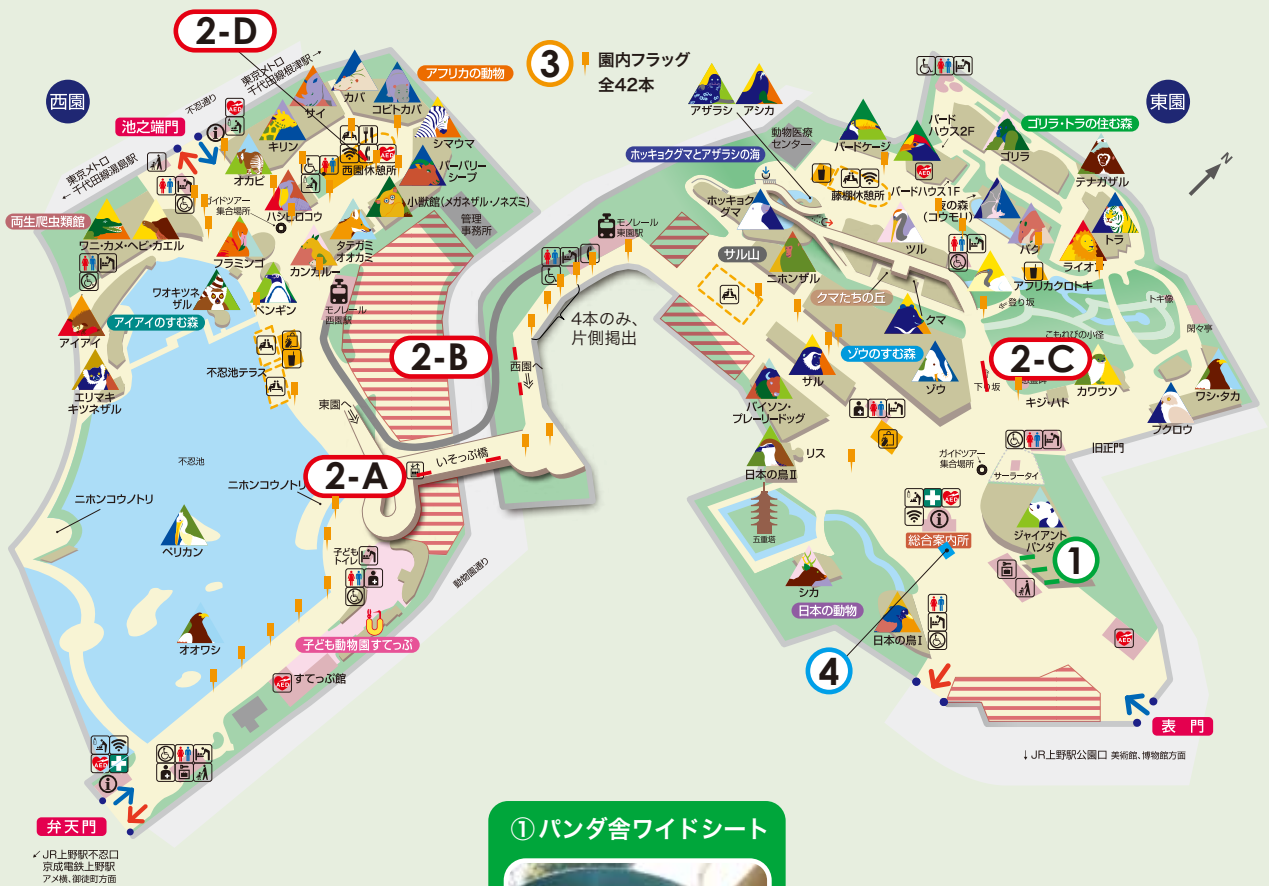 2-D
東京メトロ
千代田線根津駅→
西園
不忍通り
池之端門
AED
東京メトロ
千代田線湯島駅
③
園内フラッグ
全42本
アフリカの動物
カバ
サイ
コビトカバ
シマウマ
キリン
オカピ
西園休憩所
AED
バーバリー
シープ
ガイドツアー
集合場所
ハシビロコウ
小獣館(メガネザル・ノネズミ)
管理
事務所
両生爬虫類館
ワニ・カメ・ヘビ・カエル
フラミンゴ
カンガルー
タテガミ
オオカミ
ワオキツネ
ザル
ペンギン
モノレール
西園駅
アイアイ
アイアイのすむ森
エリマキ
キツネザル
不忍池テラス
東園へ
2-B
モノレール
東園駅
4本のみ、
片側掲出
西園へ
いそっぷ橋
2-A
不忍池
ニホンコウノトリ
ニホンコウノトリ
ペリカン
オオワシ
子ども
トイレ
動物園通り
子ども動物園すてっぷ
すてっぷ館
AED
AED
弁天門
↙JR上野駅不忍口
京成電鉄上野駅
アメ横、御徒町方面
東園
N
アザラシ
アシカ
動物医療
センター
バードケージ
バード
ハウス2F
AED
ゴリラ・トラの住む森
ゴリラ
テナガザル
ホッキョクグマとアザラシの海
藤棚休憩所
バードハウス1F
ホッキョク
グマ
夜の森
(コウモリ)
ツル
バク
トラ
ライオン
サル山
ニホンザル
アフリカクロトキ
クマたちの丘
クマ
登り坂
トキ像
こもれびの小径
閑々亭
ゾウのすむ森
サル
ゾウ
2-C
下り坂
カワウソ
キジ・ハト
ワシ・タカ
フクロウ
バイソン・
プレーリードッグ
リス
日本の鳥Ⅱ
五重塔
ガイドツアー
集合場所
旧正門
サーラータイ
AED
総合案内所
ジャイアント
パンダ
①
シカ
日本の動物
日本の鳥Ⅰ
④
AED
表 門
↓JR上野駅公園口 美術館、博物館方面
①パンダ舎ワイドシート